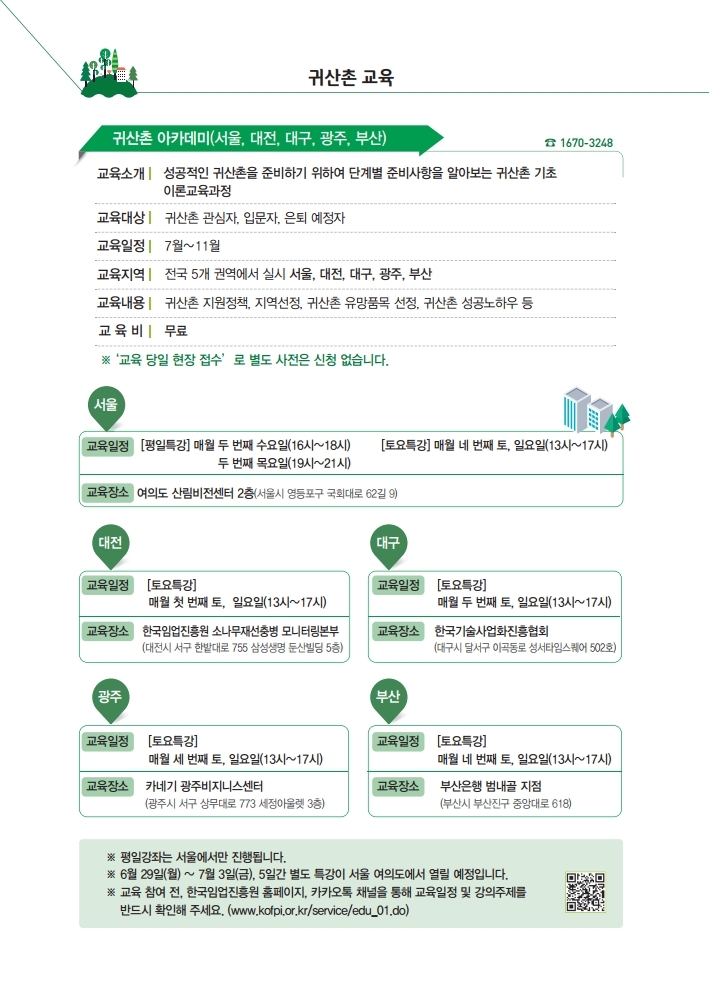 귀산촌 교육
귀산촌 아카데미(서울, 대전, 대구, 광주, 부산)
☎ 1670-3248
교육소개 성공적인 귀산촌을 준비하기 위하여 단계별 준비사항을 알아보는 귀산촌 기초
이론교육과정
교육대상 귀산촌 관심자, 입문자, 은퇴 예정자
교육일정 7월~11월
교육지역 전국 5개 권역에서 실시 서울, 대전, 대구, 광주, 부산
교육내용 귀산촌 지원정책, 지역선정, 귀산촌 유망품목 선정, 귀산촌 성공노하우 등
교 육 비 무료
※ ‘교육 당일 현장 접수’ 로 별도 사전은 신청 없습니다.
서울
교육일정 [평일특강] 매월 두 번째 수요일(16시~18시) [토요특강] 매월 네 번째 토, 일요일(13시~17시)
두 번째 목요일(19시~21시)
교육장소 여의도 산림비전센터 2층(서울시 영등포구 국회대로 62길 9)
대전
교육일정 [토요특강]
매월 첫 번째 토, 일요일(13시~17시)
교육장소 한국임업진흥원 소나무재선충병 모니터링본부
(대전시 서구 한밭대로 755 삼성생명 둔산빌딩 5층)
대구
교육일정 [토요특강]
매월 두 번째 토, 일요일(13시~17시)
교육장소 한국기술사업화진흥협회
(대구시 달서구 이곡동로 성서타임스퀘어 502호)
광주
교육일정 [토요특강]
매월 세 번째 토, 일요일(13시~17시)
교육장소 카네기 광주비지니스센터
(광주시 서구 상무대로 773 세정아울렛 3층)
부산
교육일정 [토요특강]
매월 네 번째 토, 일요일(13시~17시)
교육장소 부산은행 범내골 지점
(부산시 부산진구 중앙대로 618)
※ 평일강좌는 서울에서만 진행됩니다.
※ 6월 29일(월) ~ 7월 3일(금), 5일간 별도 특강이 서울 여의도에서 열릴 예정입니다.
※ 교육 참여 전, 한국임업진흥원 홈페이지, 카카오톡 채널을 통해 교육일정 및 강의주제를
반드시 확인해 주세요. (www.kofpi.or.kr/service/edu_01.do)